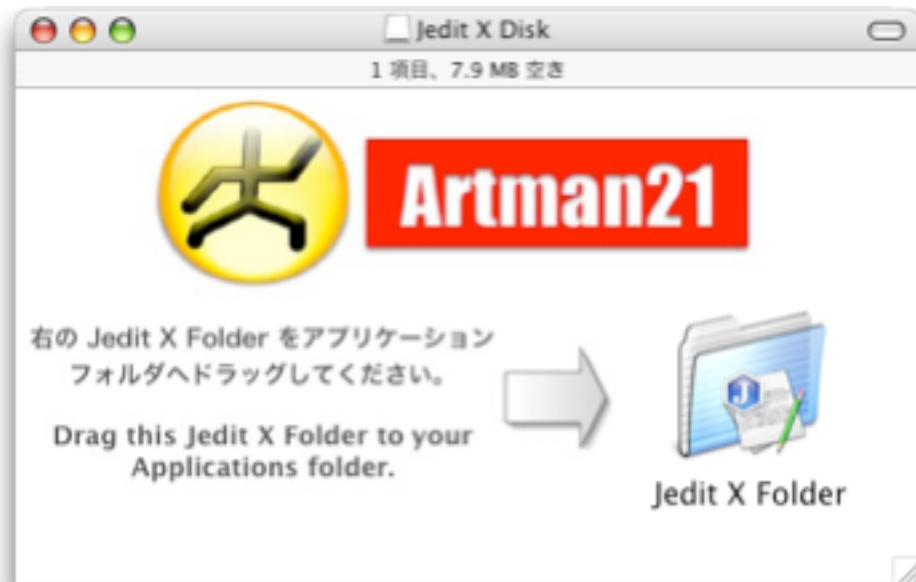 Jedit X Disk
1 項目、7.9 MB 空き
Artman21
右の Jedit X Folder をアプリケーション
フォルダへドラッグしてください。
Drag this Jedit X Folder to your
Applications folder.
J
Jedit X Folder